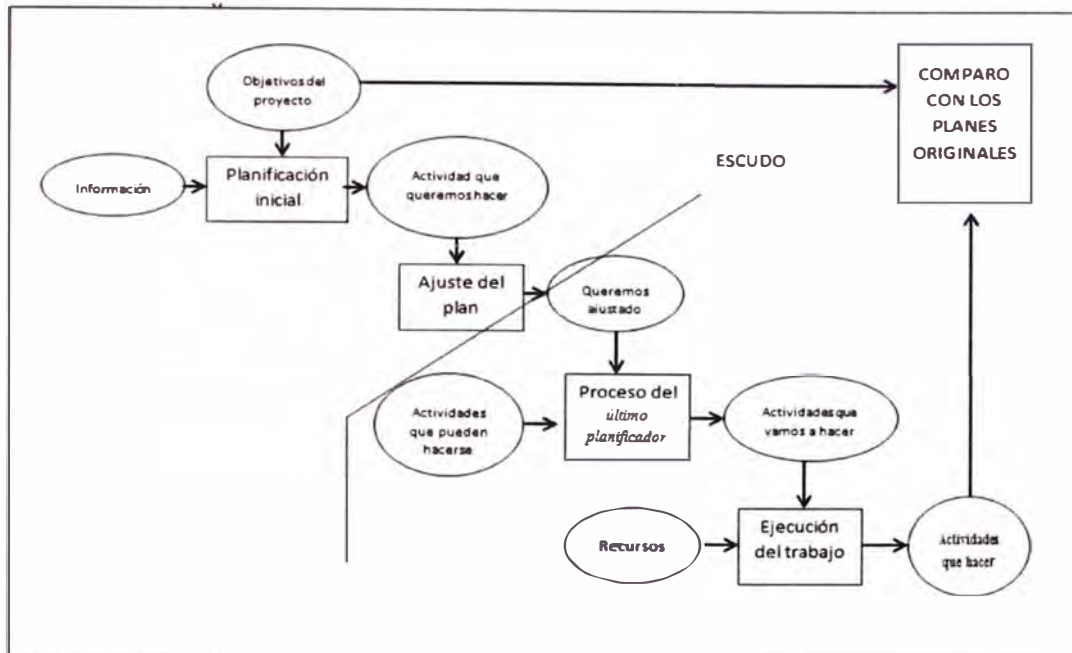 Objetivos del
proyecto
COMPARO
CON LOS
PLANES
ORIGINALES
ESCUDO
Información
Planificación
inicial
Actividad que
queremos hacer
Ajuste del
plan
Queremos
aiustado
Actividades
que pueden
hacerse
Proceso del
último
planificador
Actividades que
vamos a hacer
Recursos
Ejecución
del trabajo
Actividades
que hacer